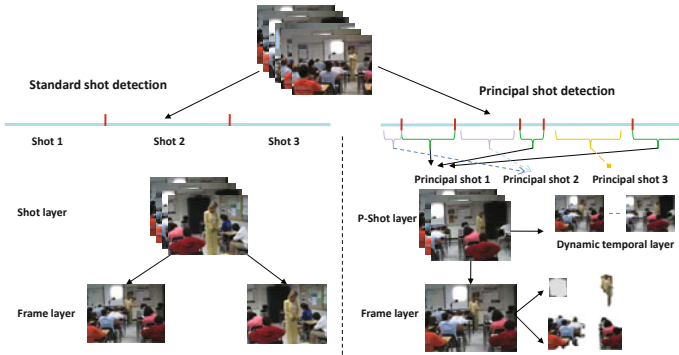 Standard shot detection
Principal shot detection
Shot 1 Shot 2 Shot 3
Principal shot 1 Principal shot 2 Principal shot 3
Shot layer
P-Shot layer
Dynamic temporal layer
Frame layer
Frame layer